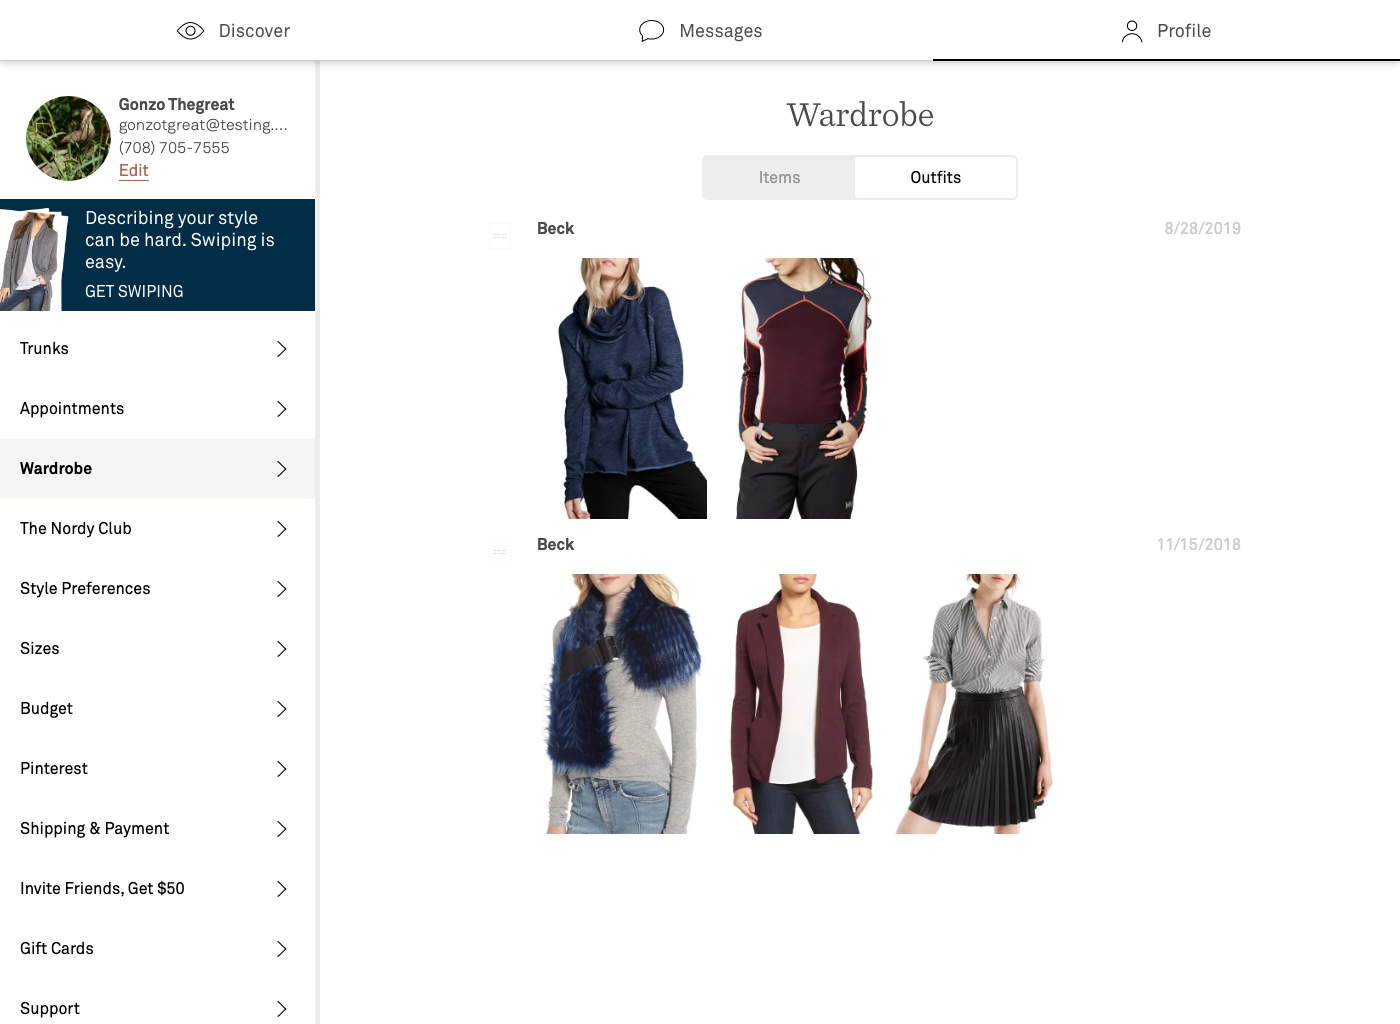 Discover
Messages
Profile
Gonzo Thegreat
gonzotgreat@testing....
(708) 705-7555
Edit
Describing your style
can be hard. Swiping is
easy.
GET SWIPING
Trunks
Appointments
Wardrobe
The Nordy Club
Style Preferences
Sizes
Budget
Pinterest
Shipping & Payment
Invite Friends, Get $50
Gift Cards
Support
Wardrobe
Items
Outfits
Beck
8/28/2019
Beck
11/15/2018